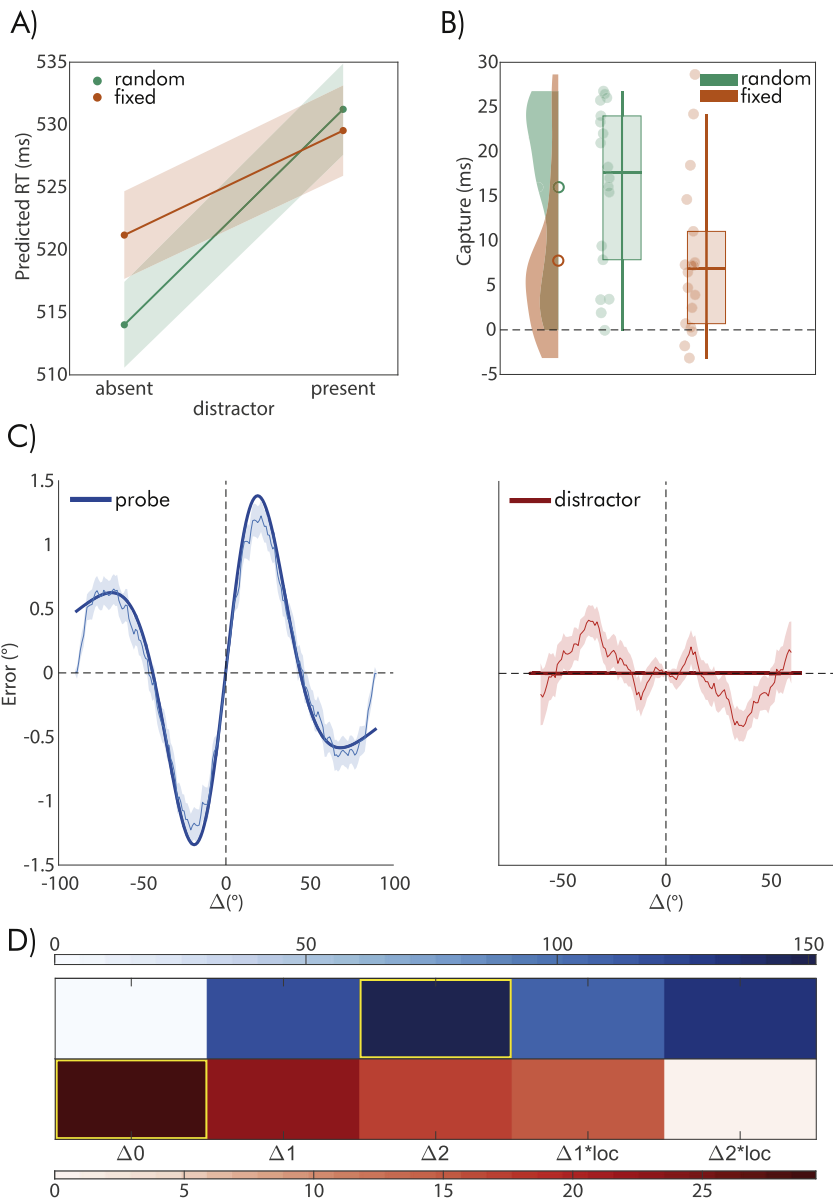 A)
535
530
525
520
515
510
Predicted RT (ms)
random
fixed
absent
present
distractor
B)
30
25
20
15
10
5
0
-5
Capture (ms)
random
fixed
C)
1.5
1
0.5
0
-0.5
-1
-1.5
Error (°)
probe
-100 -50 0 50 100
Δ(°)
distractor
-50 0 50
Δ(°)
D)
0 50 100 150
Δ0 Δ1 Δ2 Δ1*loc Δ2*loc
0 5 10 15 20 25